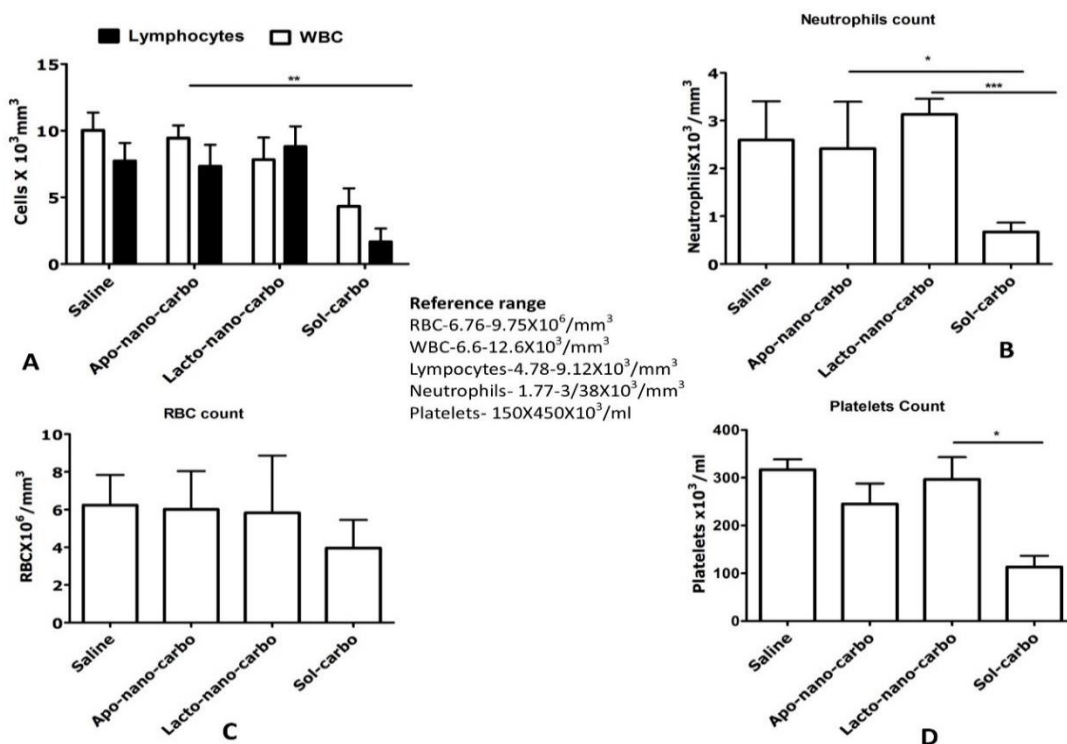 Lymphocytes WBC
15
10
5
0
Cells X 10³mm³
**
Saline
Apo-nano-carbo
Lacto-nano-carbo
Sol-carbo
A
Neutrophils count
4
3
2
1
0
NeutrophilsX10³/mm³
*
***
Saline
Apo-nano-carbo
Lacto-nano-carbo
Sol-carbo
B
Reference range
RBC-6.76-9.75X10⁶/mm³
WBC-6.6-12.6X10³/mm³
Lympocytes-4.78-9.12X10³/mm³
Neutrophils- 1.77-3/38X10³/mm³
Platelets- 150X450X10³/ml
RBC count
10
8
6
4
2
0
RBCX10⁶/mm³
Saline
Apo-nano-carbo
Lacto-nano-carbo
Sol-carbo
C
Platelets Count
400
300
200
100
0
Platelets x10³/ml
*
Saline
Apo-nano-carbo
Lacto-nano-carbo
Sol-carbo
D